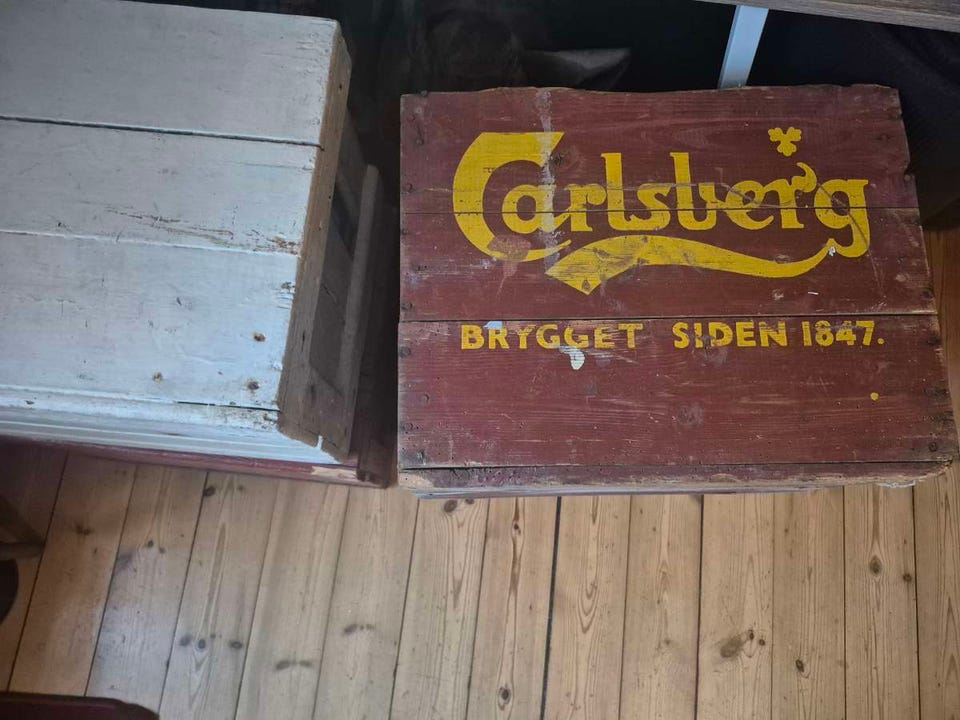 Carlsberg
BRYGGET SIDEN 1847.